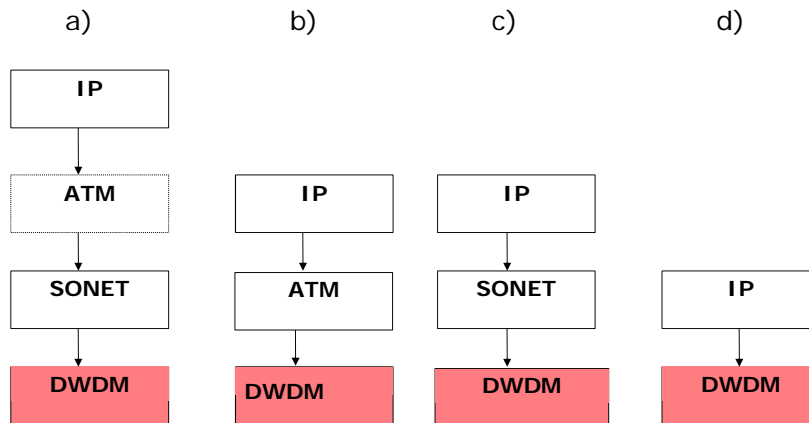 a) b) c) d)
IP
ATM IP IP
SONET ATM SONET IP
DWDM DWDM DWDM DWDM